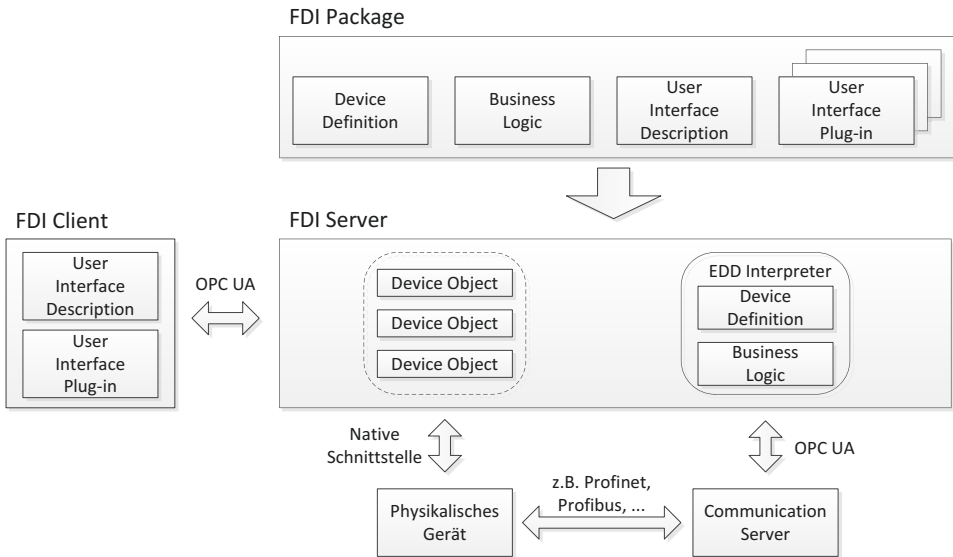 FDI Package
Device
Definition
Business
Logic
User
Interface
Description
User
Interface
Plug-in
FDI Client
User
Interface
Description
User
Interface
Plug-in
OPC UA
FDI Server
Device Object
Device Object
Device Object
EDD Interpreter
Device
Definition
Business
Logic
Native
Schnittstelle
OPC UA
Physikalisches
Gerät
z.B. Profinet,
Profibus, ...
Communication
Server